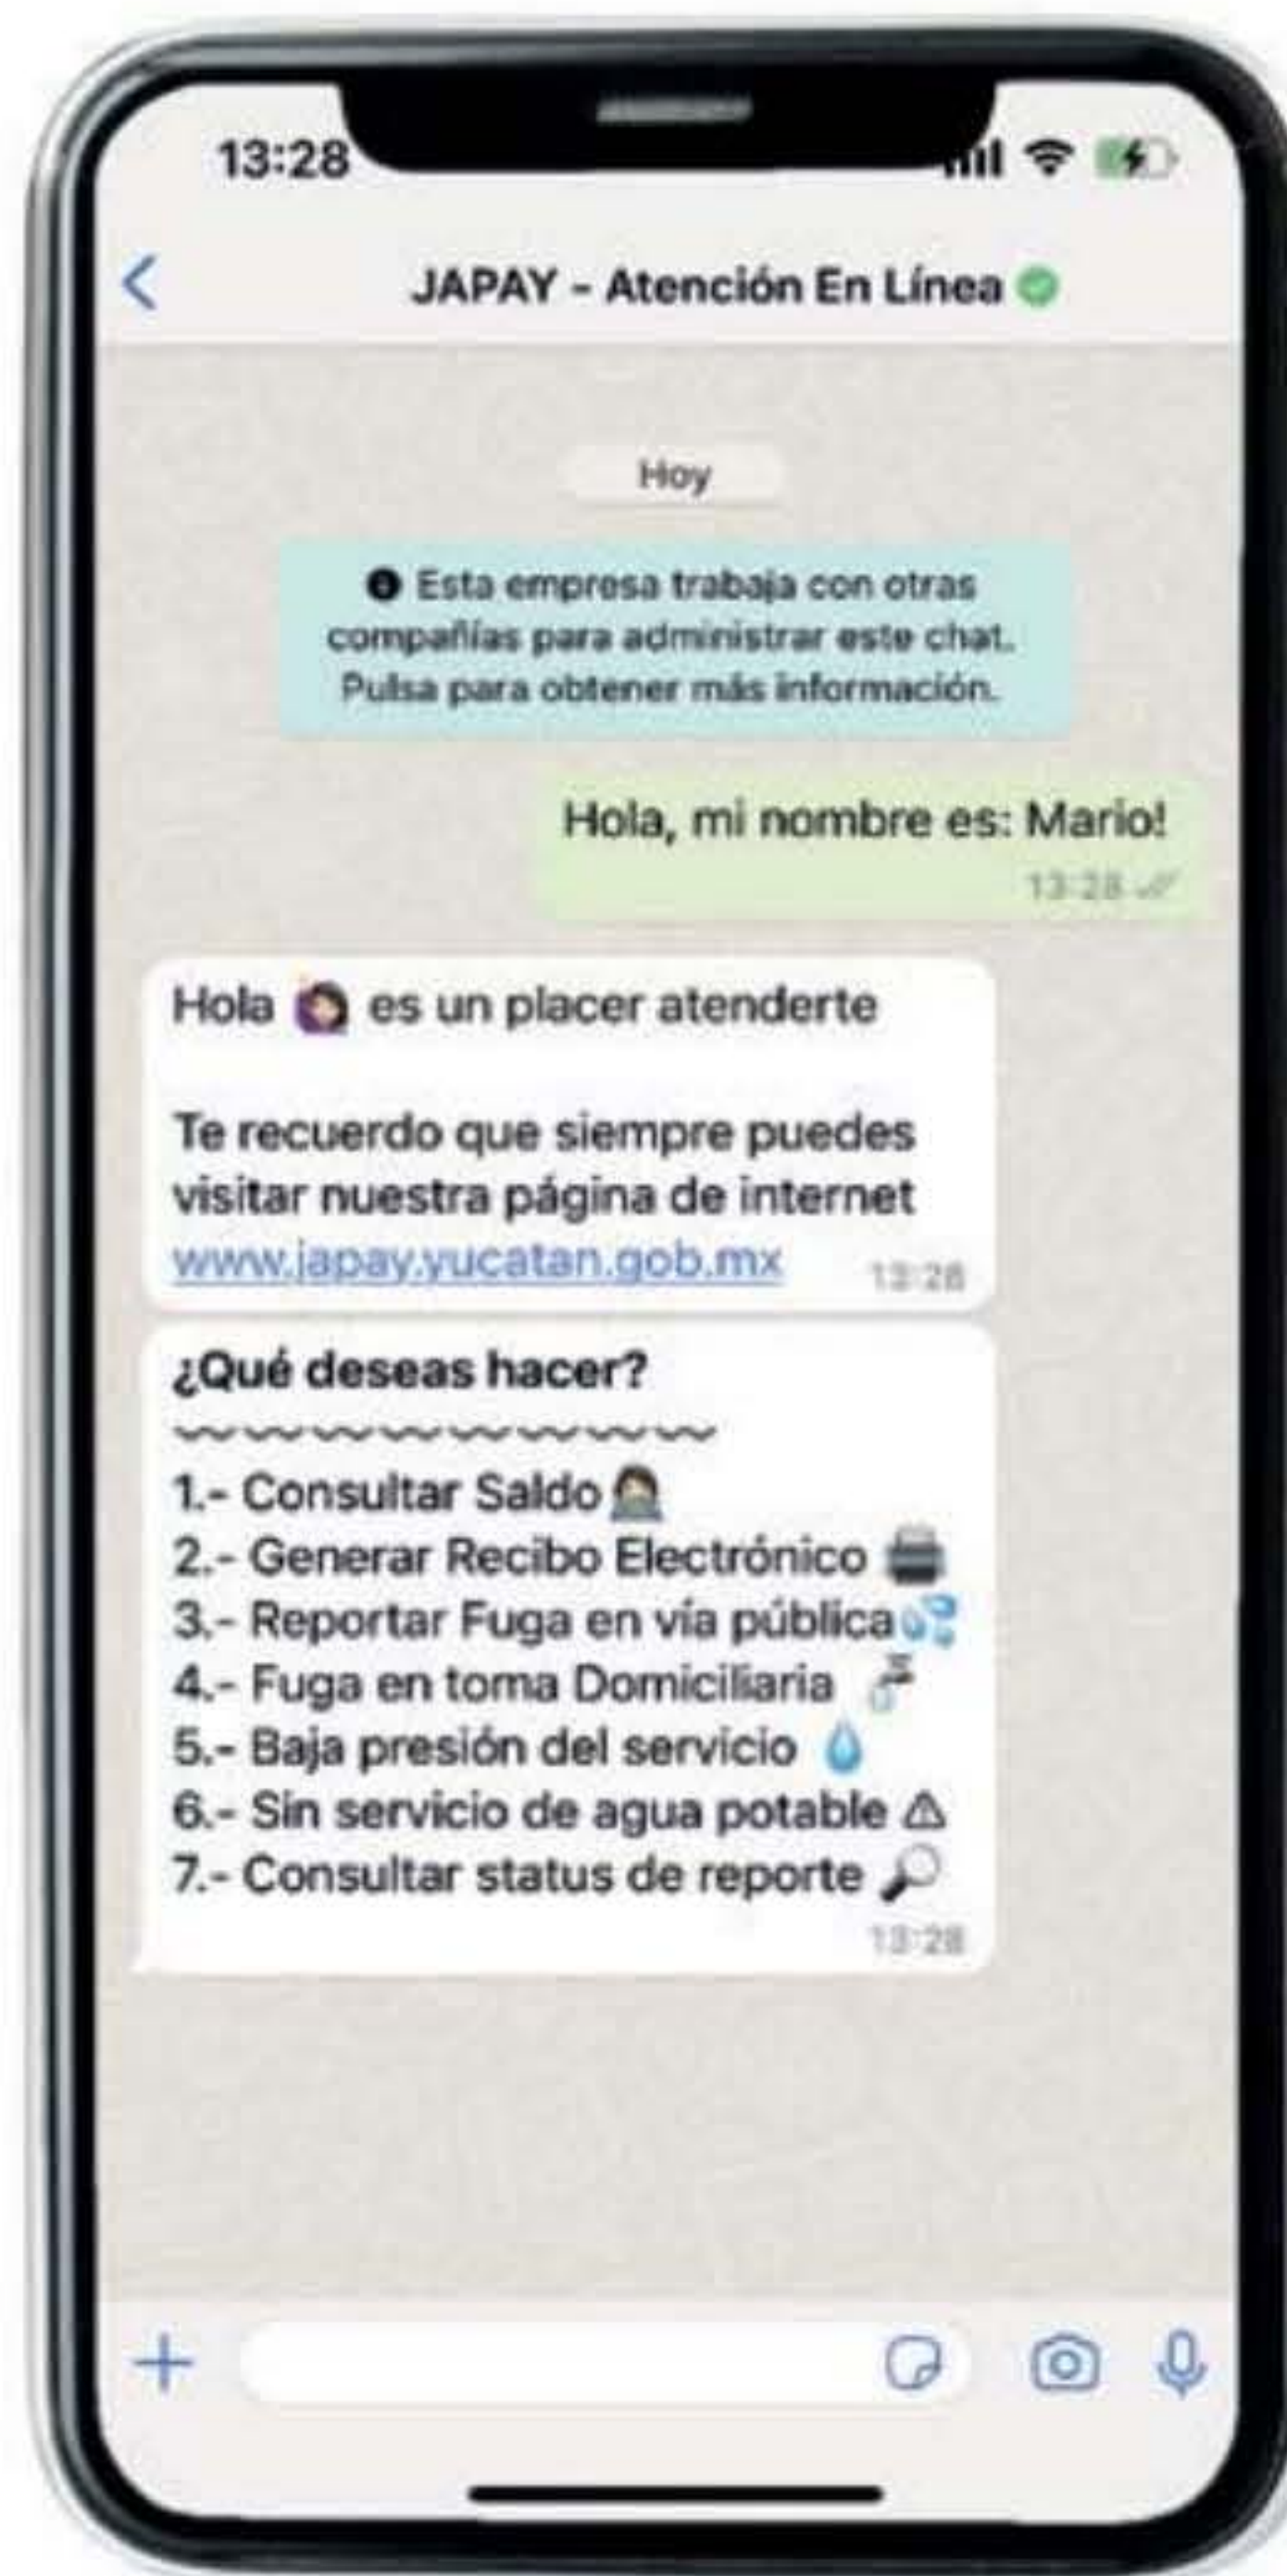 13:28
JAPAY - Atención En Línea
Hoy
Esta empresa trabaja con otras
compañías para administrar este chat.
Pulsa para obtener más información.
Hola, mi nombre es: Mario!
13:28
Hola 🙋🏻‍♀️ es un placer atenderte
Te recuerdo que siempre puedes
visitar nuestra página de internet
www.japay.yucatan.gob.mx 13:28
¿Qué deseas hacer?
1.- Consultar Saldo
2.- Generar Recibo Electrónico 🖨️
3.- Reportar Fuga en vía pública💦
4.- Fuga en toma Domiciliaria 🚰
5.- Baja presión del servicio 💧
6.- Sin servicio de agua potable ⚠
7.- Consultar status de reporte 🔎
13:28